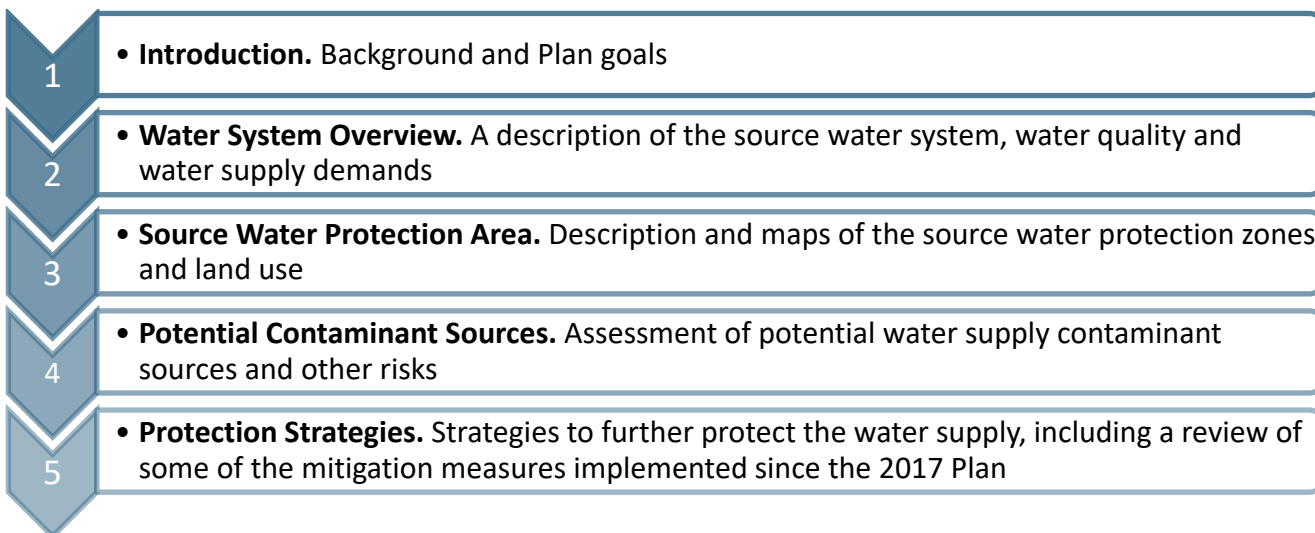 1
• Introduction. Background and Plan goals
2
• Water System Overview. A description of the source water system, water quality and
water supply demands
3
• Source Water Protection Area. Description and maps of the source water protection zones
and land use
4
• Potential Contaminant Sources. Assessment of potential water supply contaminant
sources and other risks
5
• Protection Strategies. Strategies to further protect the water supply, including a review of
some of the mitigation measures implemented since the 2017 Plan